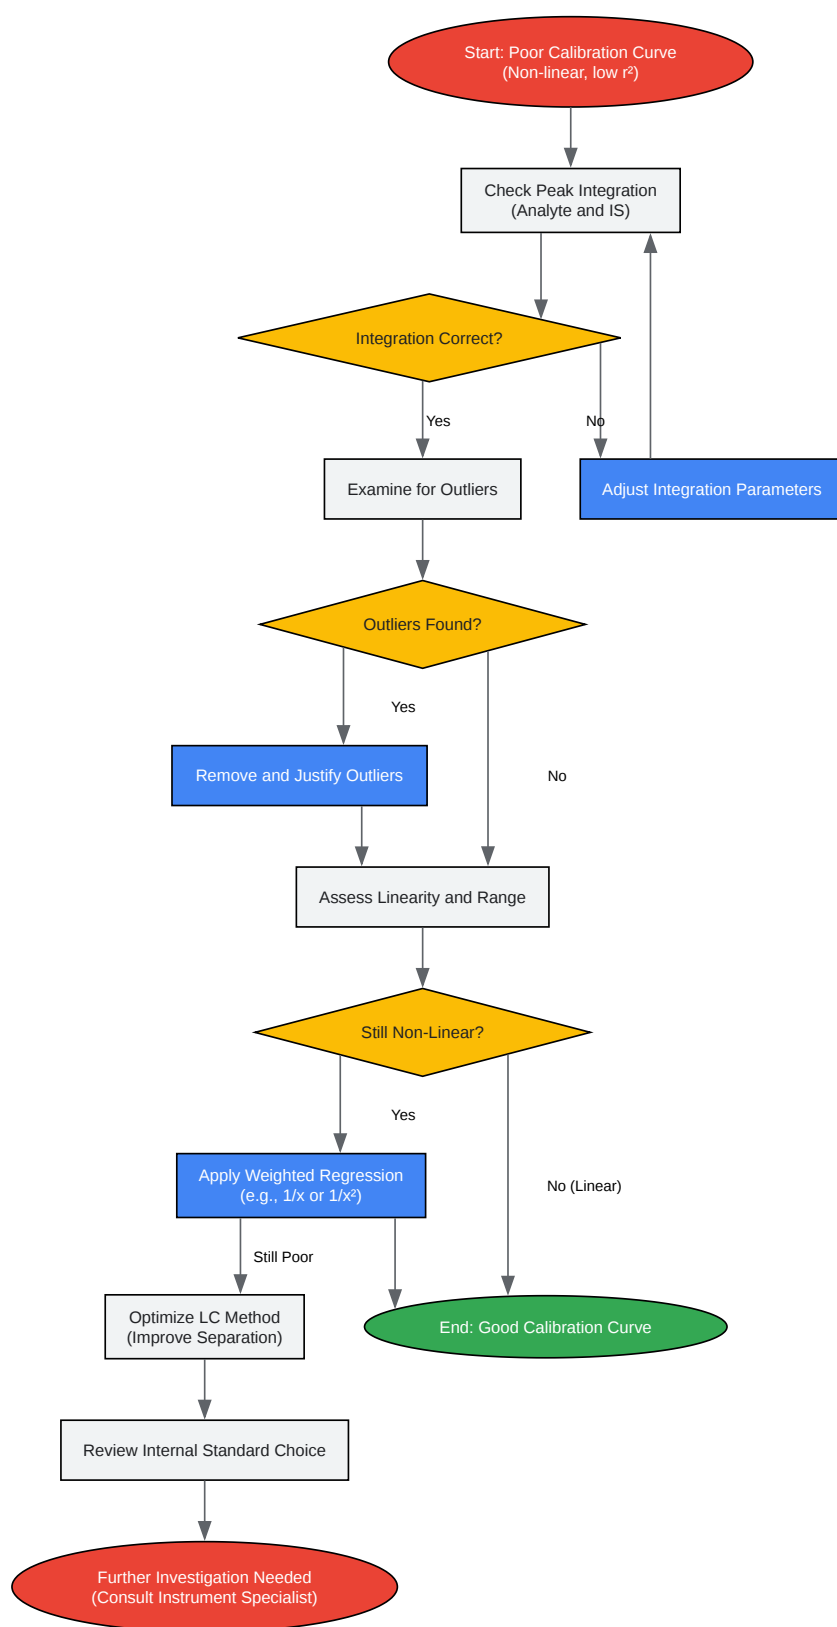 Start: Poor Calibration Curve
(Non-linear, low r²)
Check Peak Integration
(Analyte and IS)
Integration Correct?
Yes
No
Examine for Outliers
Adjust Integration Parameters
Outliers Found?
Yes
Remove and Justify Outliers
No
Assess Linearity and Range
Still Non-Linear?
Yes
Apply Weighted Regression
(e.g., 1/x or 1/x²)
No (Linear)
Still Poor
Optimize LC Method
(Improve Separation)
End: Good Calibration Curve
Review Internal Standard Choice
Further Investigation Needed
(Consult Instrument Specialist)